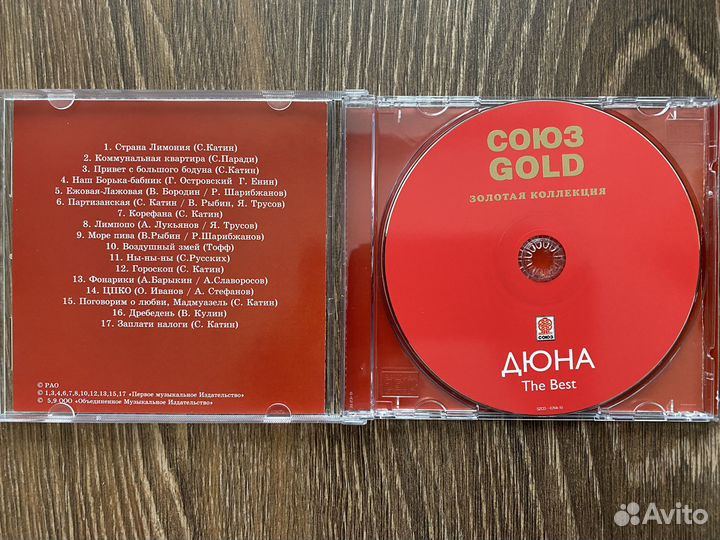 1. Страна Лимония (С.Катин)
2. Коммунальная квартира (С.Паради)
3. Привет с большого бодуна (С.Катин)
4. Наш Борька-бабник (Г. Островский Г. Енин)
5. Ежовая-Лажовая (В. Бородин / Р. Шарибжанов)
6. Партизанская (С. Катин / В. Рыбин, Я. Трусов)
7. Корефана (С. Катин)
8. Лимпопо (А. Лукьянов / Я. Трусов)
9. Море пива (В.Рыбин / Р.Шарибжанов)
10. Воздушный змей (Тофф)
11. Ны-ны-ны (С.Русских)
12. Гороскоп (С. Катин)
13. Фонарики (А.Барыкин / А.Славоросов)
14. ЦПКО (О. Иванов / А. Стефанов)
15. Поговорим о любви, Мадмуазель (С. Катин)
16. Дребедень (В. Кулин)
17. Заплати налоги (С. Катин)
© РАО
© 1,3,4,6,7,8,10,12,13,15,17 «Первое музыкальное Издательство»
© 5,9 ООО «Объединенное Музыкальное Издательство»
СОЮЗ
GOLD
ЗОЛОТАЯ КОЛЛЕКЦИЯ
СОЮЗ
ДЮНА
The Best
Avito